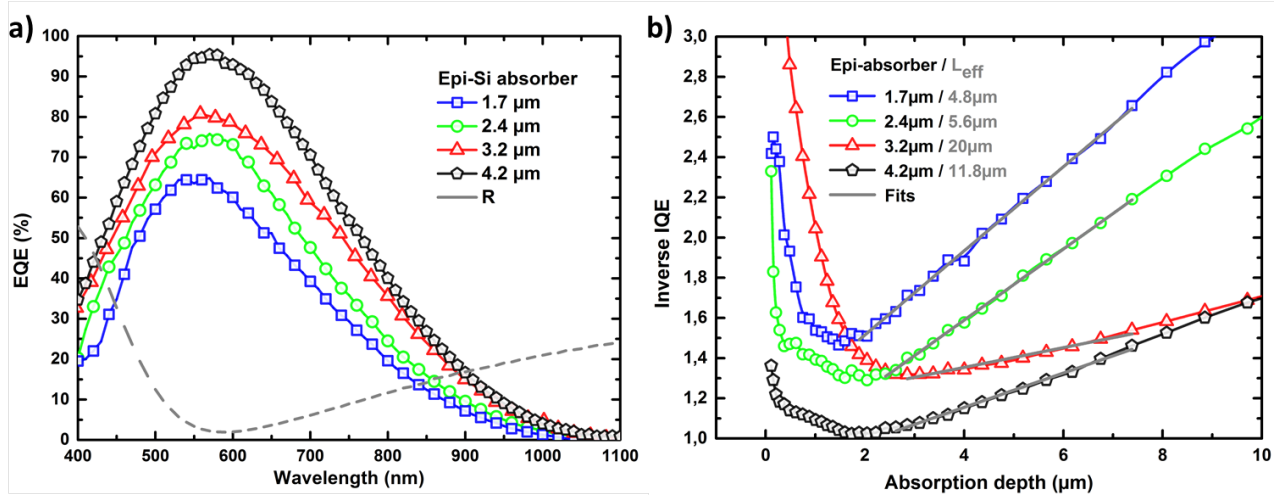 a)
EQE (%)
100
90
80
70
60
50
40
30
20
10
0
Epi-Si absorber
1.7 µm
2.4 µm
3.2 µm
4.2 µm
R
400 500 600 700 800 900 1000 1100
Wavelength (nm)
b)
Inverse IQE
3,0
2,8
2,6
2,4
2,2
2,0
1,8
1,6
1,4
1,2
1,0
Epi-absorber / L_eff
1.7µm / 4.8µm
2.4µm / 5.6µm
3.2µm / 20µm
4.2µm / 11.8µm
Fits
0 2 4 6 8 10
Absorption depth (µm)